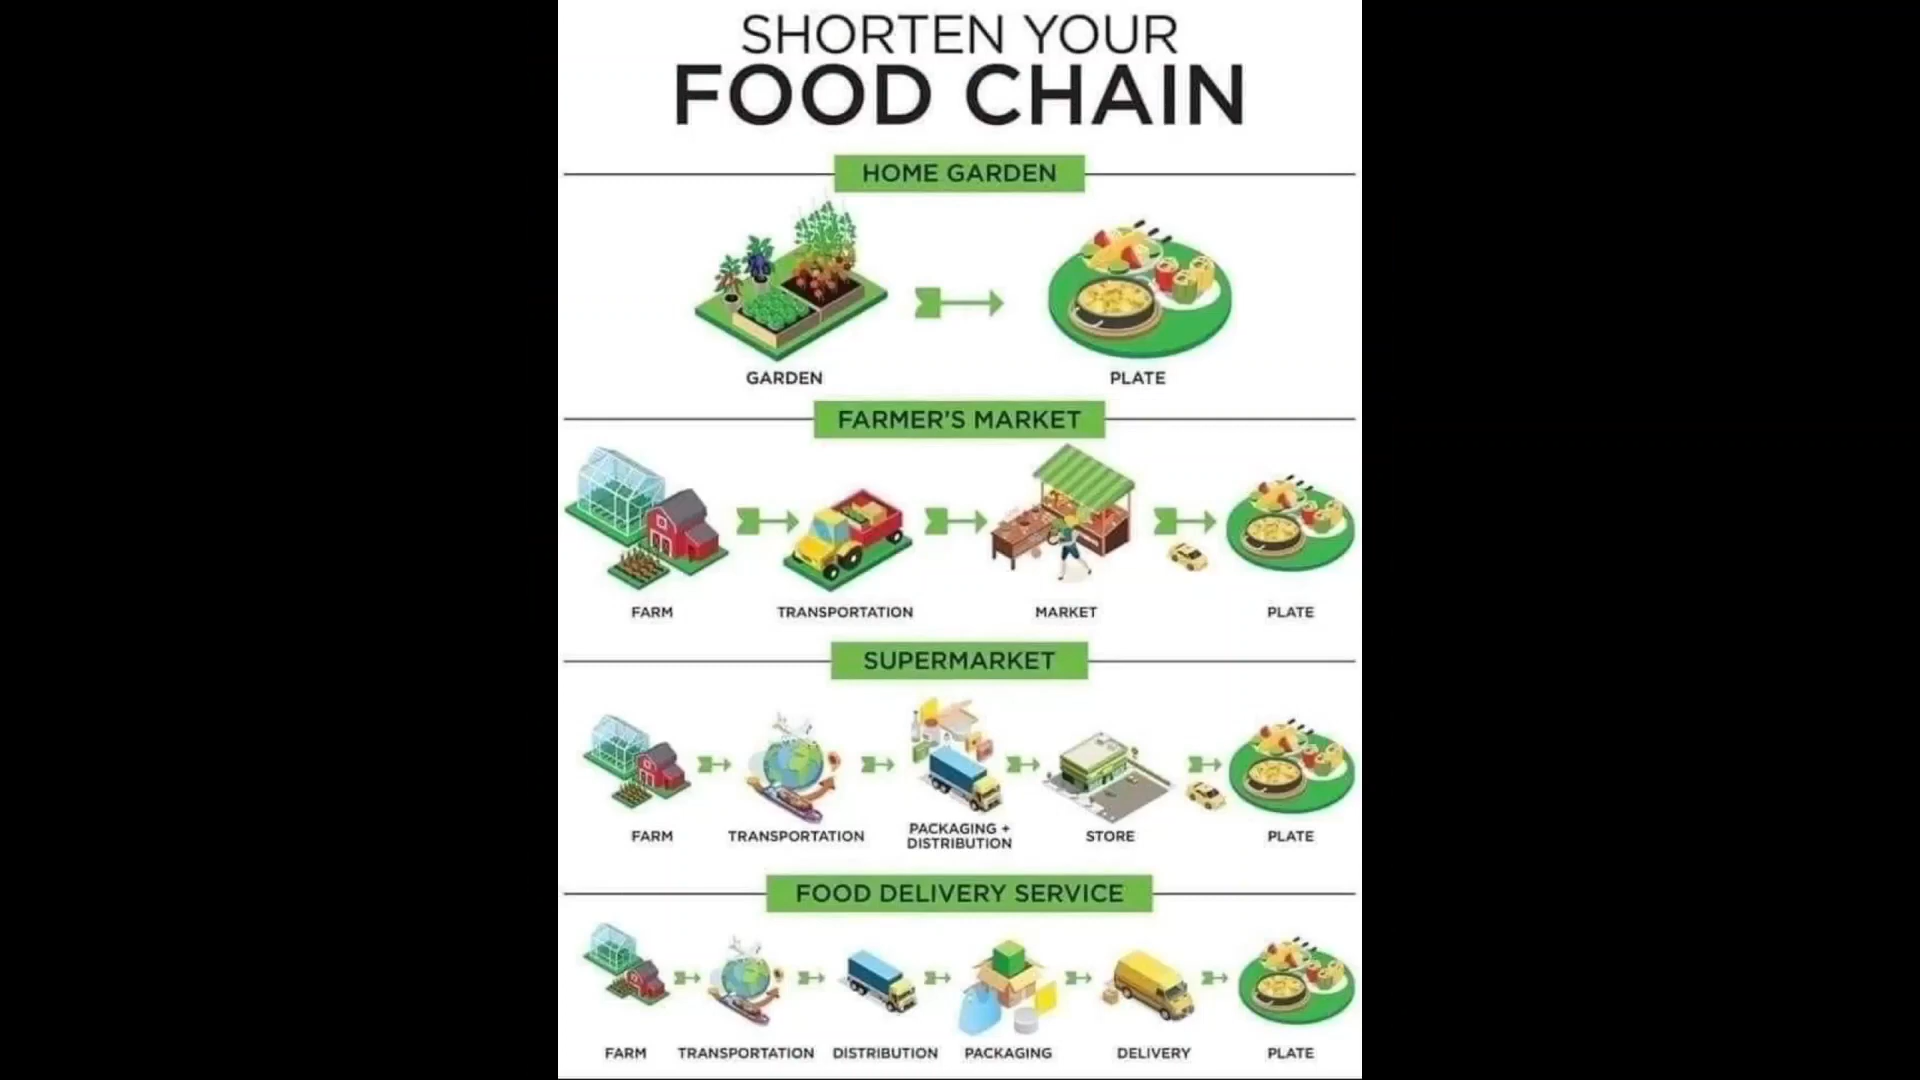 SHORTEN YOUR
FOOD CHAIN
HOME GARDEN
GARDEN
PLATE
FARMER'S MARKET
FARM
TRANSPORTATION
MARKET
PLATE
SUPERMARKET
FARM
TRANSPORTATION
PACKAGING +
DISTRIBUTION
STORE
PLATE
FOOD DELIVERY SERVICE
FARM
TRANSPORTATION
DISTRIBUTION
PACKAGING
DELIVERY
PLATE